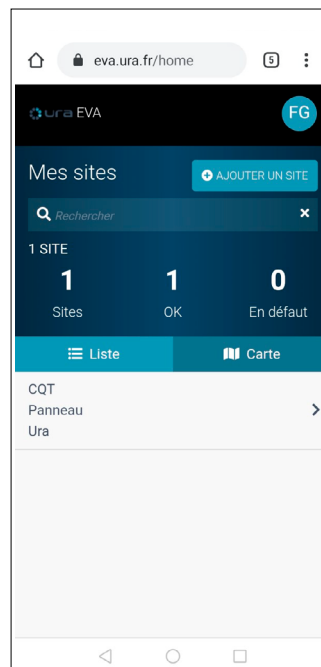 eva.ura.fr/home
5
ura EVA
FG
Mes sites
AJOUTER UN SITE
Rechercher
1 SITE
1 1 0
Sites OK En défaut
Liste Carte
CQT
Panneau
Ura